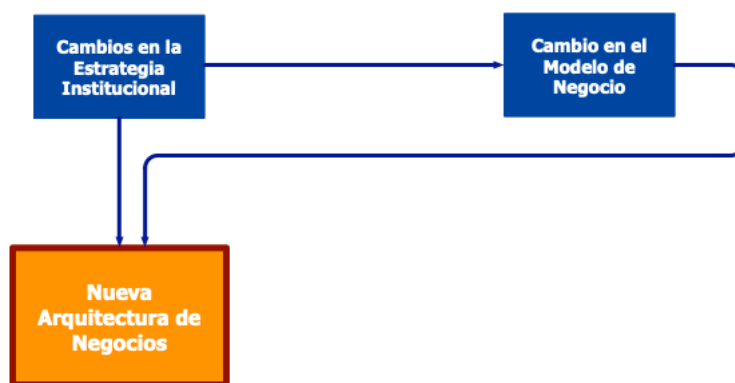 Cambios en la
Estrategia
Institucional
Cambio en el
Modelo de
Negocio
Nueva
Arquitectura de
Negocios